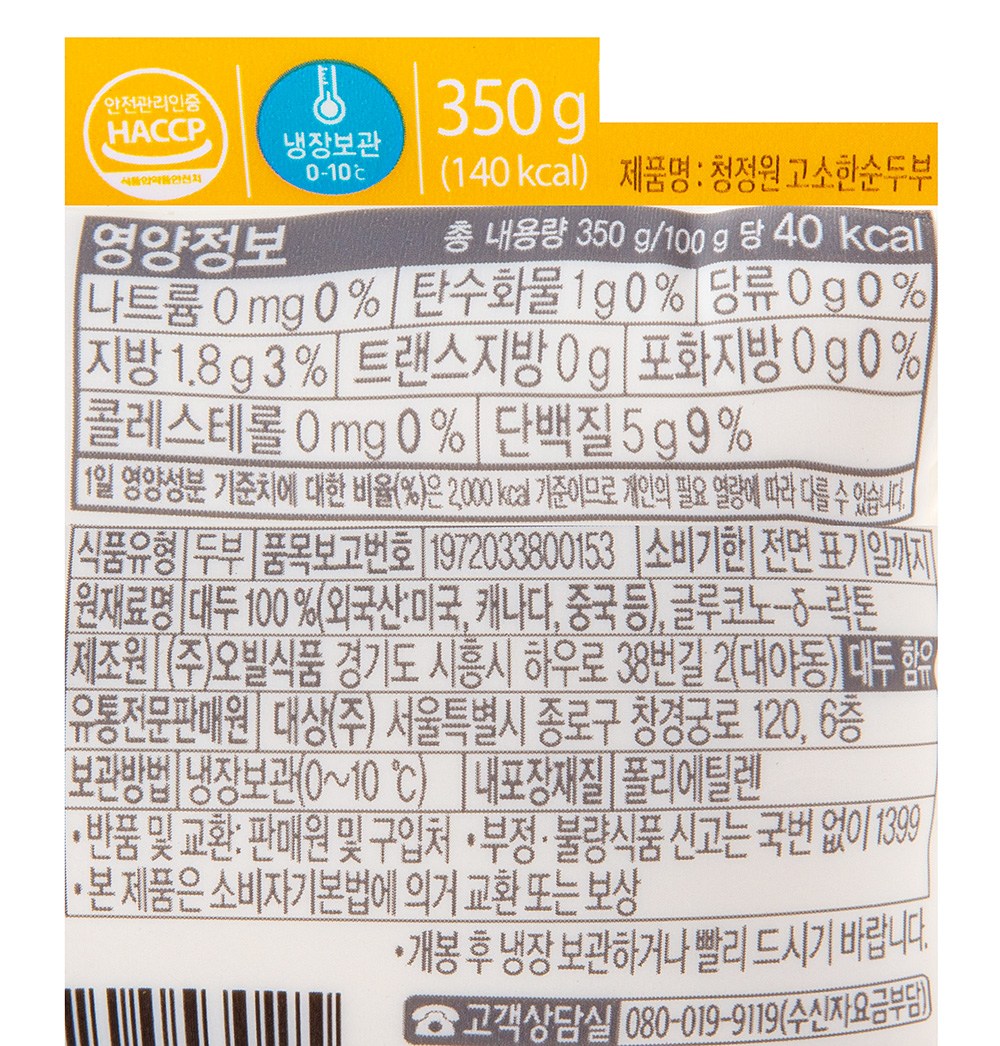 안전관리인증
HACCP
식품의약품안전처
냉장보관
0-10℃
350 g
(140 kcal)
제품명 : 청정원 고소한순두부
영양정보 총 내용량 350 g/100 g 당 40 kcal
나트륨 0 mg 0 % 탄수화물 1 g 0 % 당류 0 g 0 %
지방 1.8 g 3 % 트랜스지방 0 g 포화지방 0 g 0 %
콜레스테롤 0 mg 0 % 단백질 5 g 9 %
1일 영양성분 기준치에 대한 비율(%)은 2,000 kcal 기준이므로 개인의 필요 열량에 따라 다를 수 있습니다.
식품유형 두부 품목보고번호 1972033800153 소비기한 전면 표기일까지
원재료명 대두 100 %(외국산:미국, 캐나다, 중국 등), 글루코노-δ-락톤
제조원 (주)오빌식품 경기도 시흥시 하우로 38번길 2(대야동) 대두 함유
유통전문판매원 대상(주) 서울특별시 종로구 창경궁로 120, 6층
보관방법 냉장보관(0~10 ℃) 내포장재질 폴리에틸렌
•반품 및 교환: 판매원 및 구입처 •부정·불량식품 신고는 국번 없이 1399
•본 제품은 소비자기본법에 의거 교환 또는 보상
•개봉 후 냉장 보관하거나 빨리 드시기 바랍니다.
☎고객상담실 080-019-9119(수신자요금부담)